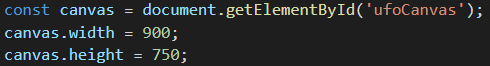 const canvas = document.getElementById('ufoCanvas');
canvas.width = 900;
canvas.height = 750;